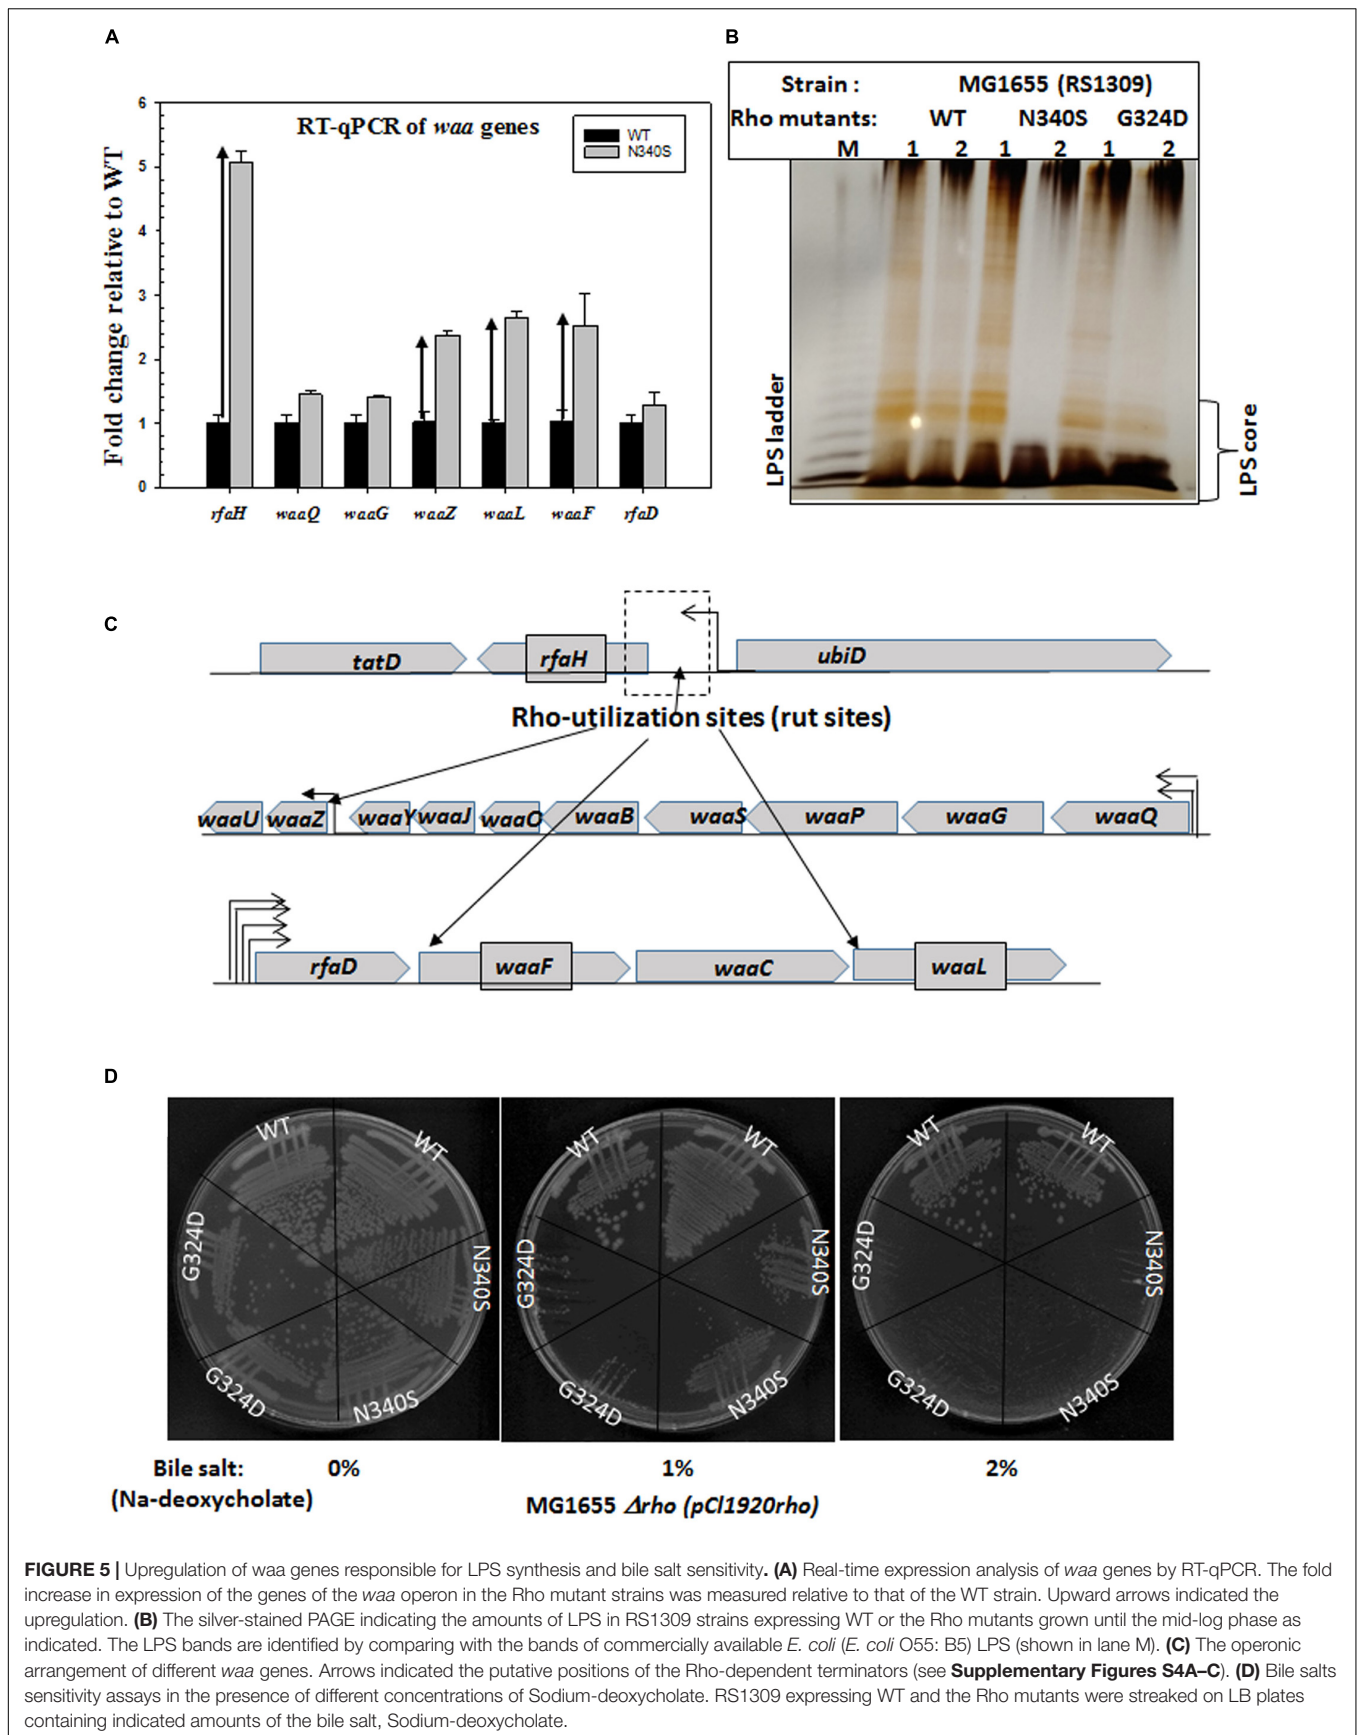 A
RT-qPCR of waa genes
WT
N340S
Fold change relative to WT
6
5
4
3
2
1
0
rfaH waaQ waaG waaZ waaL waaF rfaD
B
Strain : MG1655 (RS1309)
Rho mutants: WT N340S G324D
M 1 2 1 2 1 2
LPS ladder
LPS core
C
tatD rfaH ubiD
Rho-utilization sites (rut sites)
waaU waaZ waaY waaJ waaO waaB waaS waaP waaG waaQ
rfaD waaF waaC waaL
D
WT WT N340S N340S G324D G324D
WT WT N340S N340S G324D G324D
WT WT N340S N340S G324D G324D
Bile salt: 0% 1% 2%
(Na-deoxycholate)
MG1655 Δrho (pCl1920rho)
FIGURE 5 | Upregulation of waa genes responsible for LPS synthesis and bile salt sensitivity. (A) Real-time expression analysis of waa genes by RT-qPCR. The fold
increase in expression of the genes of the waa operon in the Rho mutant strains was measured relative to that of the WT strain. Upward arrows indicated the
upregulation. (B) The silver-stained PAGE indicating the amounts of LPS in RS1309 strains expressing WT or the Rho mutants grown until the mid-log phase as
indicated. The LPS bands are identified by comparing with the bands of commercially available E. coli (E. coli O55: B5) LPS (shown in lane M). (C) The operonic
arrangement of different waa genes. Arrows indicated the putative positions of the Rho-dependent terminators (see Supplementary Figures S4A–C). (D) Bile salts
sensitivity assays in the presence of different concentrations of Sodium-deoxycholate. RS1309 expressing WT and the Rho mutants were streaked on LB plates
containing indicated amounts of the bile salt, Sodium-deoxycholate.